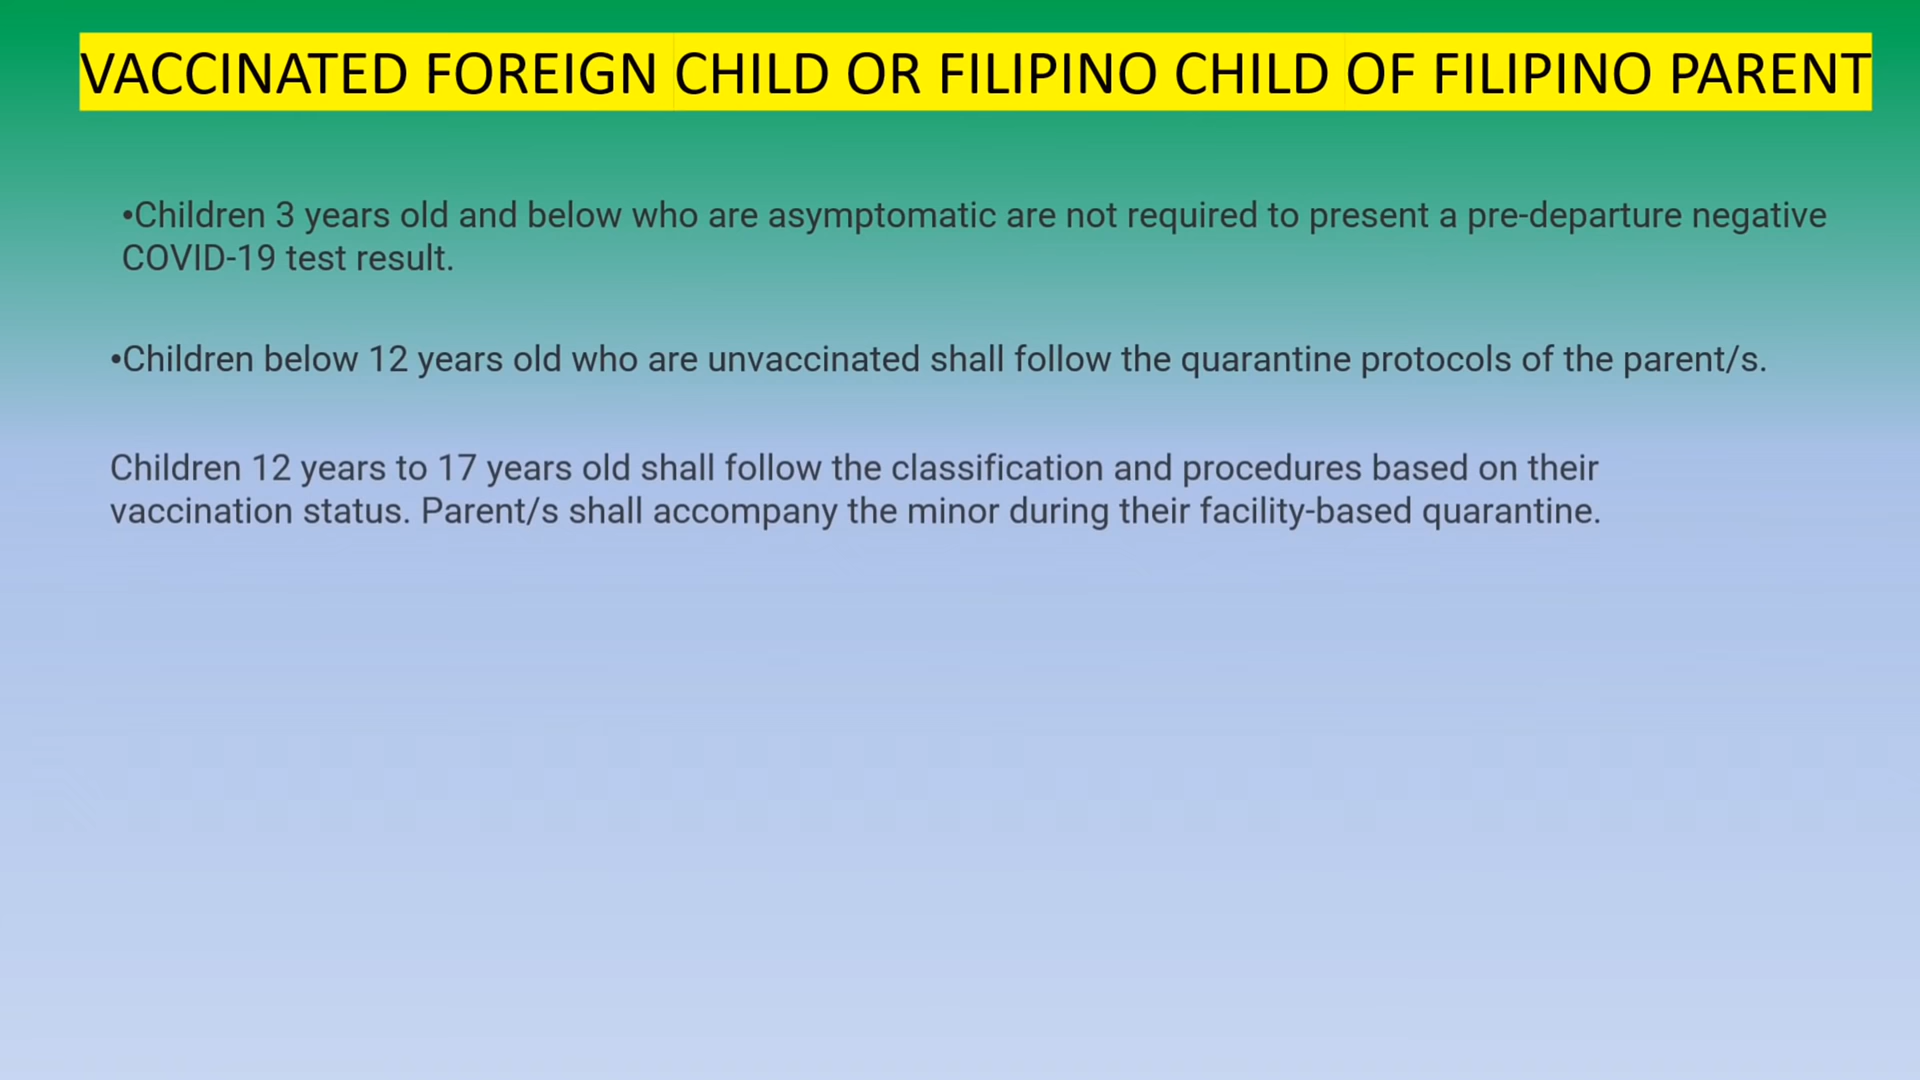 VACCINATED FOREIGN CHILD OR FILIPINO CHILD OF FILIPINO PARENT
•Children 3 years old and below who are asymptomatic are not required to present a pre-departure negative
COVID-19 test result.
•Children below 12 years old who are unvaccinated shall follow the quarantine protocols of the parent/s.
Children 12 years to 17 years old shall follow the classification and procedures based on their
vaccination status. Parent/s shall accompany the minor during their facility-based quarantine.